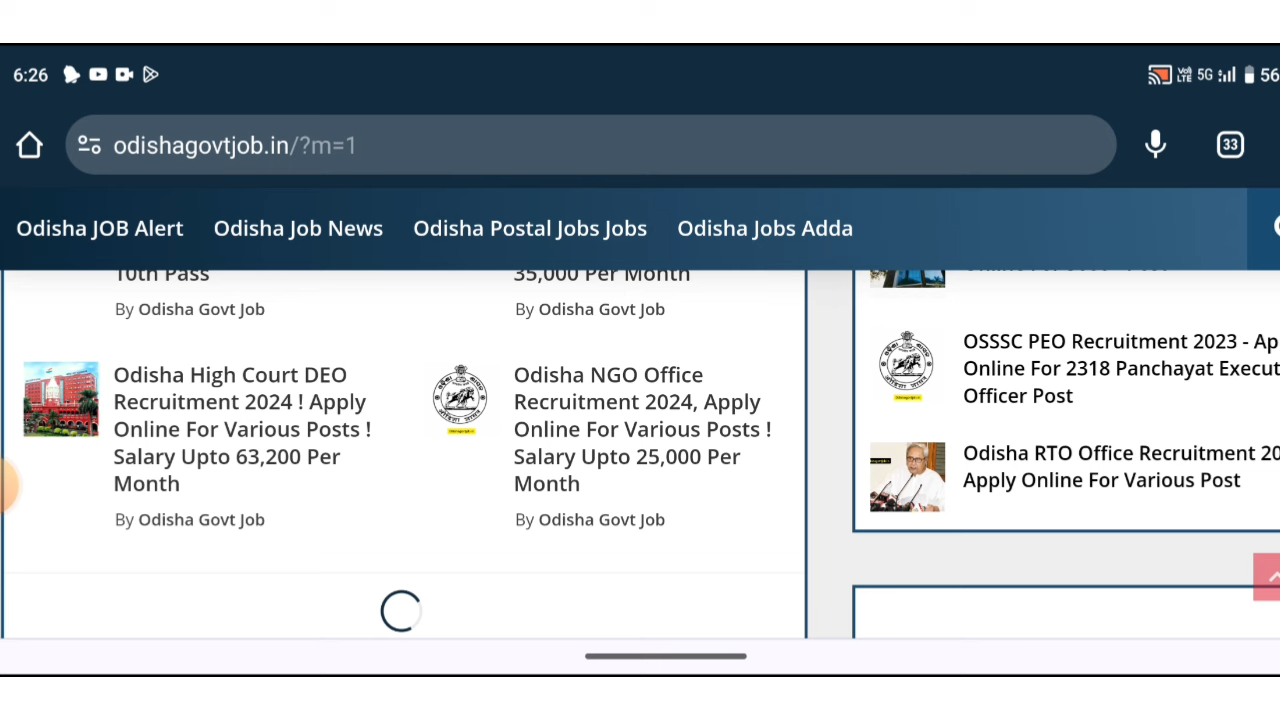 6:26
Vo) LTE 5G 56
odishagovtjob.in/?m=1
33
Odisha JOB Alert Odisha Job News Odisha Postal Jobs Jobs Odisha Jobs Adda
10th Pass
By Odisha Govt Job
35,000 Per Month
By Odisha Govt Job
Odisha High Court DEO
Recruitment 2024 ! Apply
Online For Various Posts !
Salary Upto 63,200 Per
Month
By Odisha Govt Job
Odisha NGO Office
Recruitment 2024, Apply
Online For Various Posts !
Salary Upto 25,000 Per
Month
By Odisha Govt Job
OSSSC PEO Recruitment 2023 - Ap
Online For 2318 Panchayat Execut
Officer Post
Odisha RTO Office Recruitment 20
Apply Online For Various Post